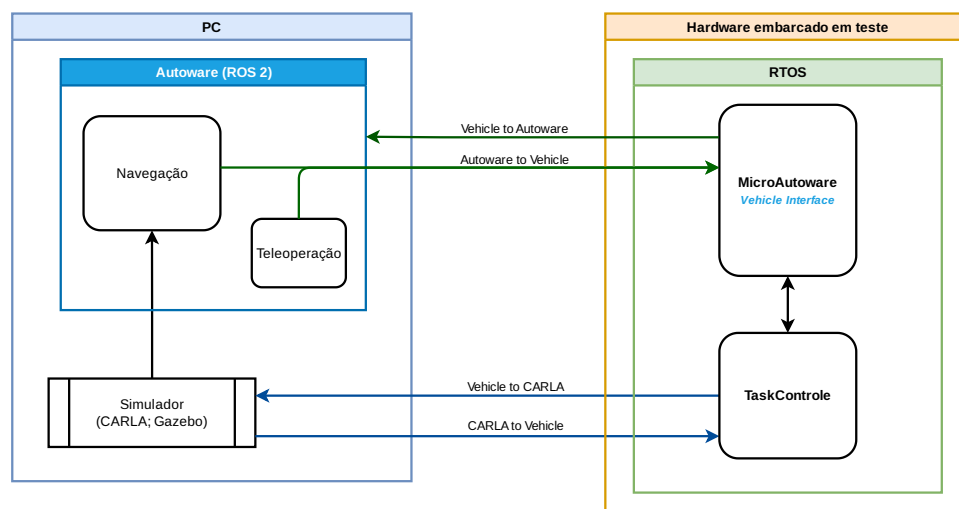 PC
Hardware embarcado em teste
Autoware (ROS 2)
RTOS
Navegação
Teleoperação
Vehicle to Autoware
Autoware to Vehicle
MicroAutoware
Vehicle Interface
Simulador
(CARLA; Gazebo)
Vehicle to CARLA
CARLA to Vehicle
TaskControle